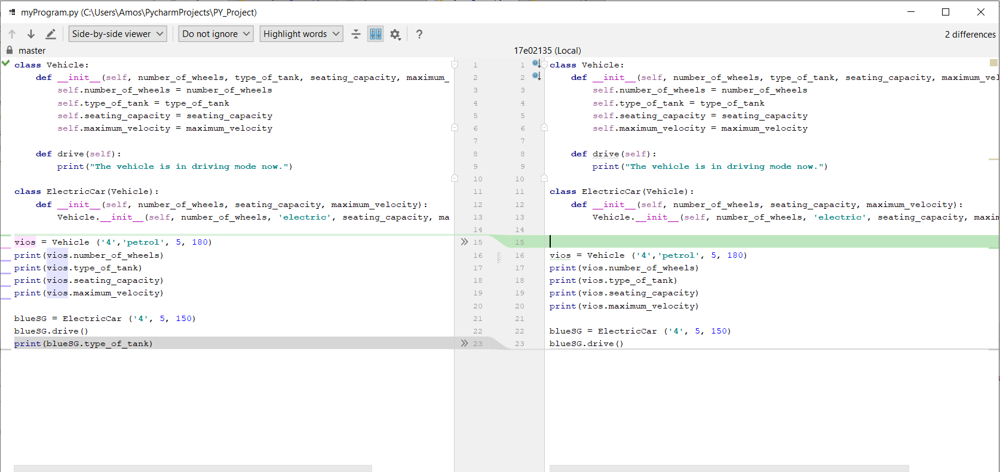 myProgram.py (C:\Users\Amos\PycharmProjects\PY_Project)
Side-by-side viewer Do not ignore Highlight words ? 2 differences
master 17e02135 (Local)
class Vehicle: 1 1 class Vehicle:
def __init__(self, number_of_wheels, type_of_tank, seating_capacity, maximum_ 2 2 def __init__(self, number_of_wheels, type_of_tank, seating_capacity, maximum_vel
self.number_of_wheels = number_of_wheels 3 3 self.number_of_wheels = number_of_wheels
self.type_of_tank = type_of_tank 4 4 self.type_of_tank = type_of_tank
self.seating_capacity = seating_capacity 5 5 self.seating_capacity = seating_capacity
self.maximum_velocity = maximum_velocity 6 6 self.maximum_velocity = maximum_velocity
7 7
def drive(self): 8 8 def drive(self):
print("The vehicle is in driving mode now.") 9 9 print("The vehicle is in driving mode now.")
10 10
class ElectricCar(Vehicle): 11 11 class ElectricCar(Vehicle):
def __init__(self, number_of_wheels, seating_capacity, maximum_velocity): 12 12 def __init__(self, number_of_wheels, seating_capacity, maximum_velocity):
Vehicle.__init__(self, number_of_wheels, 'electric', seating_capacity, ma 13 13 Vehicle.__init__(self, number_of_wheels, 'electric', seating_capacity, maxim
14 14
vios = Vehicle ('4','petrol', 5, 180) 15 15
print(vios.number_of_wheels) 16 16 vios = Vehicle ('4','petrol', 5, 180)
print(vios.type_of_tank) 17 17 print(vios.number_of_wheels)
print(vios.seating_capacity) 18 18 print(vios.type_of_tank)
print(vios.maximum_velocity) 19 19 print(vios.seating_capacity)
20 20 print(vios.maximum_velocity)
blueSG = ElectricCar ('4', 5, 150) 21 21
blueSG.drive() 22 22 blueSG = ElectricCar ('4', 5, 150)
print(blueSG.type_of_tank) 23 23 blueSG.drive()